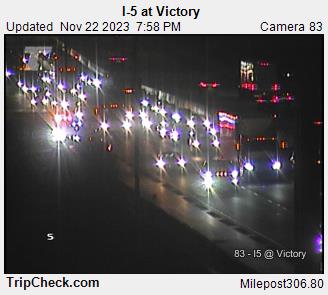 I-5 at Victory
Updated Nov 22 2023 7:58 PM Camera 83
S
83 - I5 @ Victory
TripCheck.com Milepost306.80